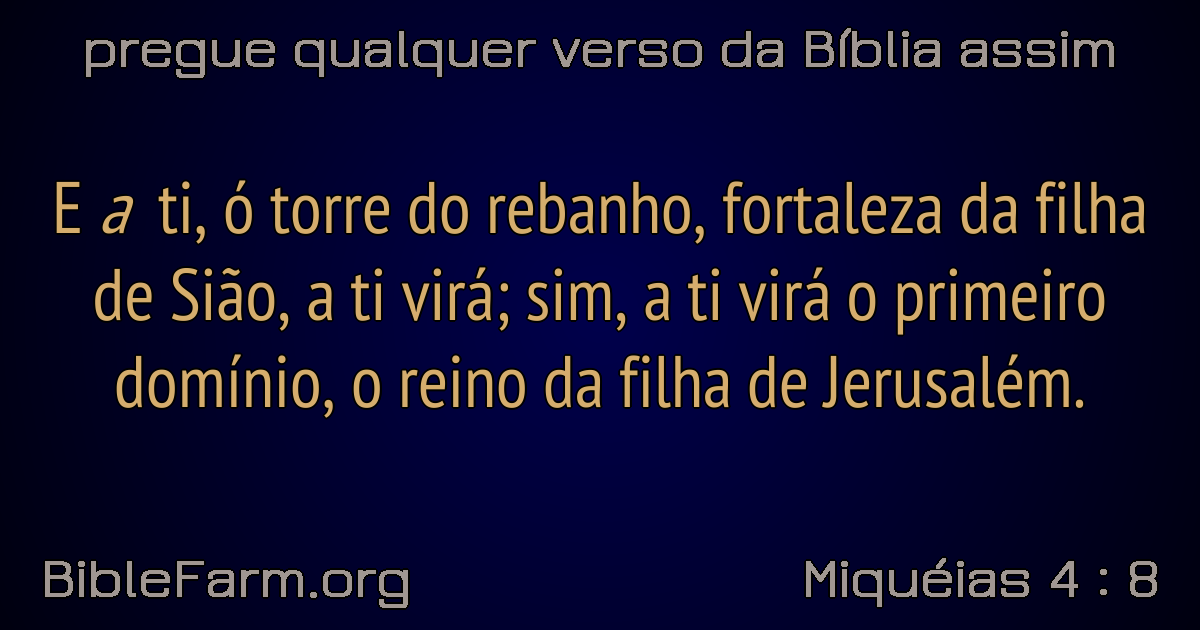 pregue qualquer verso da Bíblia assim
E a ti, ó torre do rebanho, fortaleza da filha
de Sião, a ti virá; sim, a ti virá o primeiro
domínio, o reino da filha de Jerusalém.
BibleFarm.org
Miquéias 4 : 8